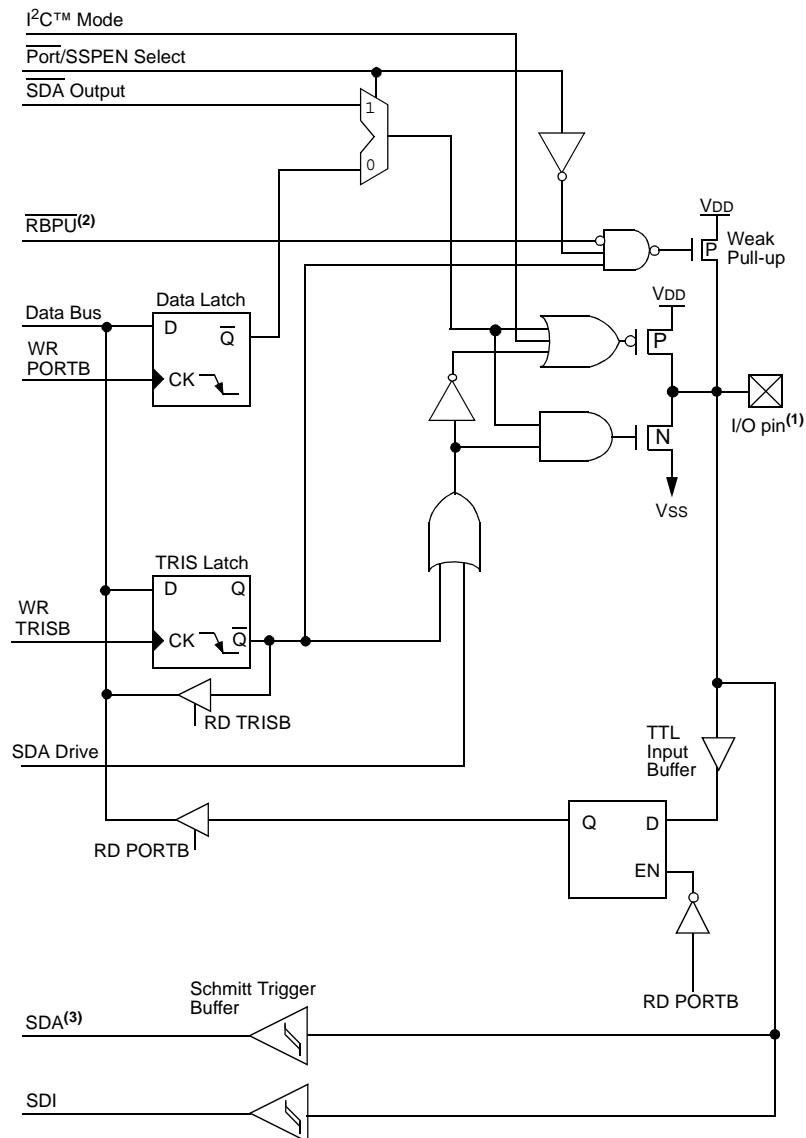 I²C™ Mode
Port/SSPEN Select
SDA Output
1
0
RBPU(2)
VDD
P
Weak
Pull-up
Data Bus
Data Latch
D
Q
CK
WR
PORTB
VDD
P
N
VSS
I/O pin(1)
TRIS Latch
D
Q
CK
Q
WR
TRISB
RD TRISB
SDA Drive
TTL
Input
Buffer
Q
D
EN
RD PORTB
RD PORTB
Schmitt Trigger
Buffer
SDA(3)
SDI